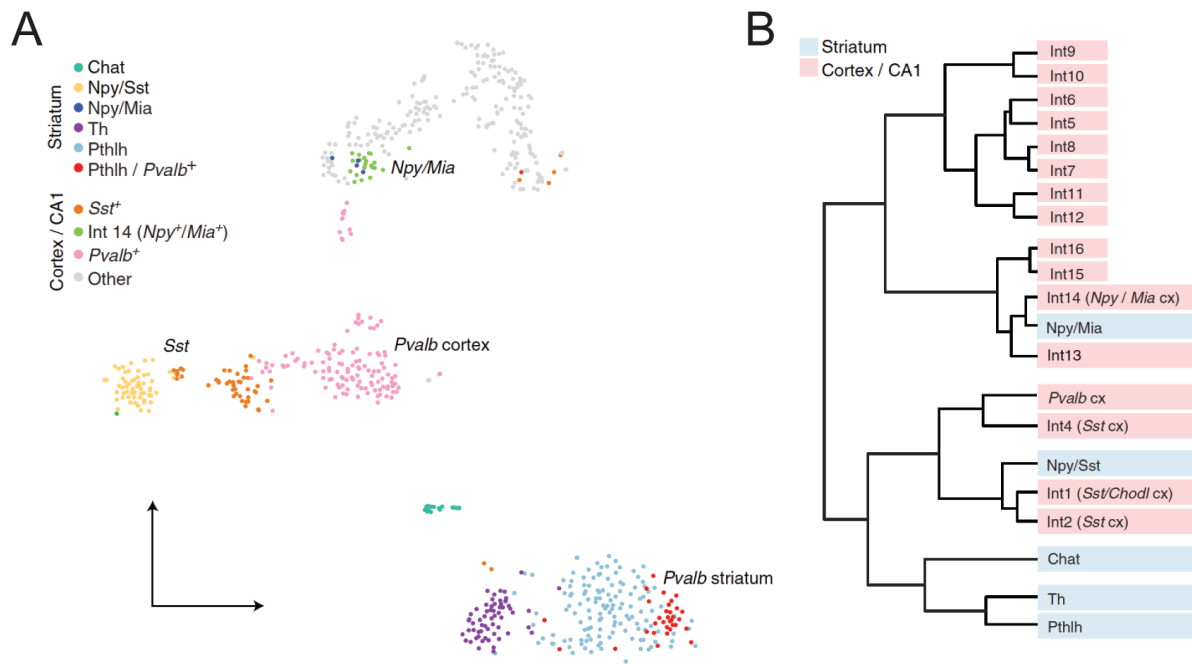 A
Striatum
Chat
Npy/Sst
Npy/Mia
Th
Pthlh
Pthlh / Pvalb+
Cortex / CA1
Sst+
Int 14 (Npy+/Mia+)
Pvalb+
Other
Npy/Mia
Sst
Pvalb cortex
Pvalb striatum
B
Striatum
Cortex / CA1
Int9
Int10
Int6
Int5
Int8
Int7
Int11
Int12
Int16
Int15
Int14 (Npy / Mia cx)
Npy/Mia
Int13
Pvalb cx
Int4 (Sst cx)
Npy/Sst
Int1 (Sst/Chodl cx)
Int2 (Sst cx)
Chat
Th
Pthlh